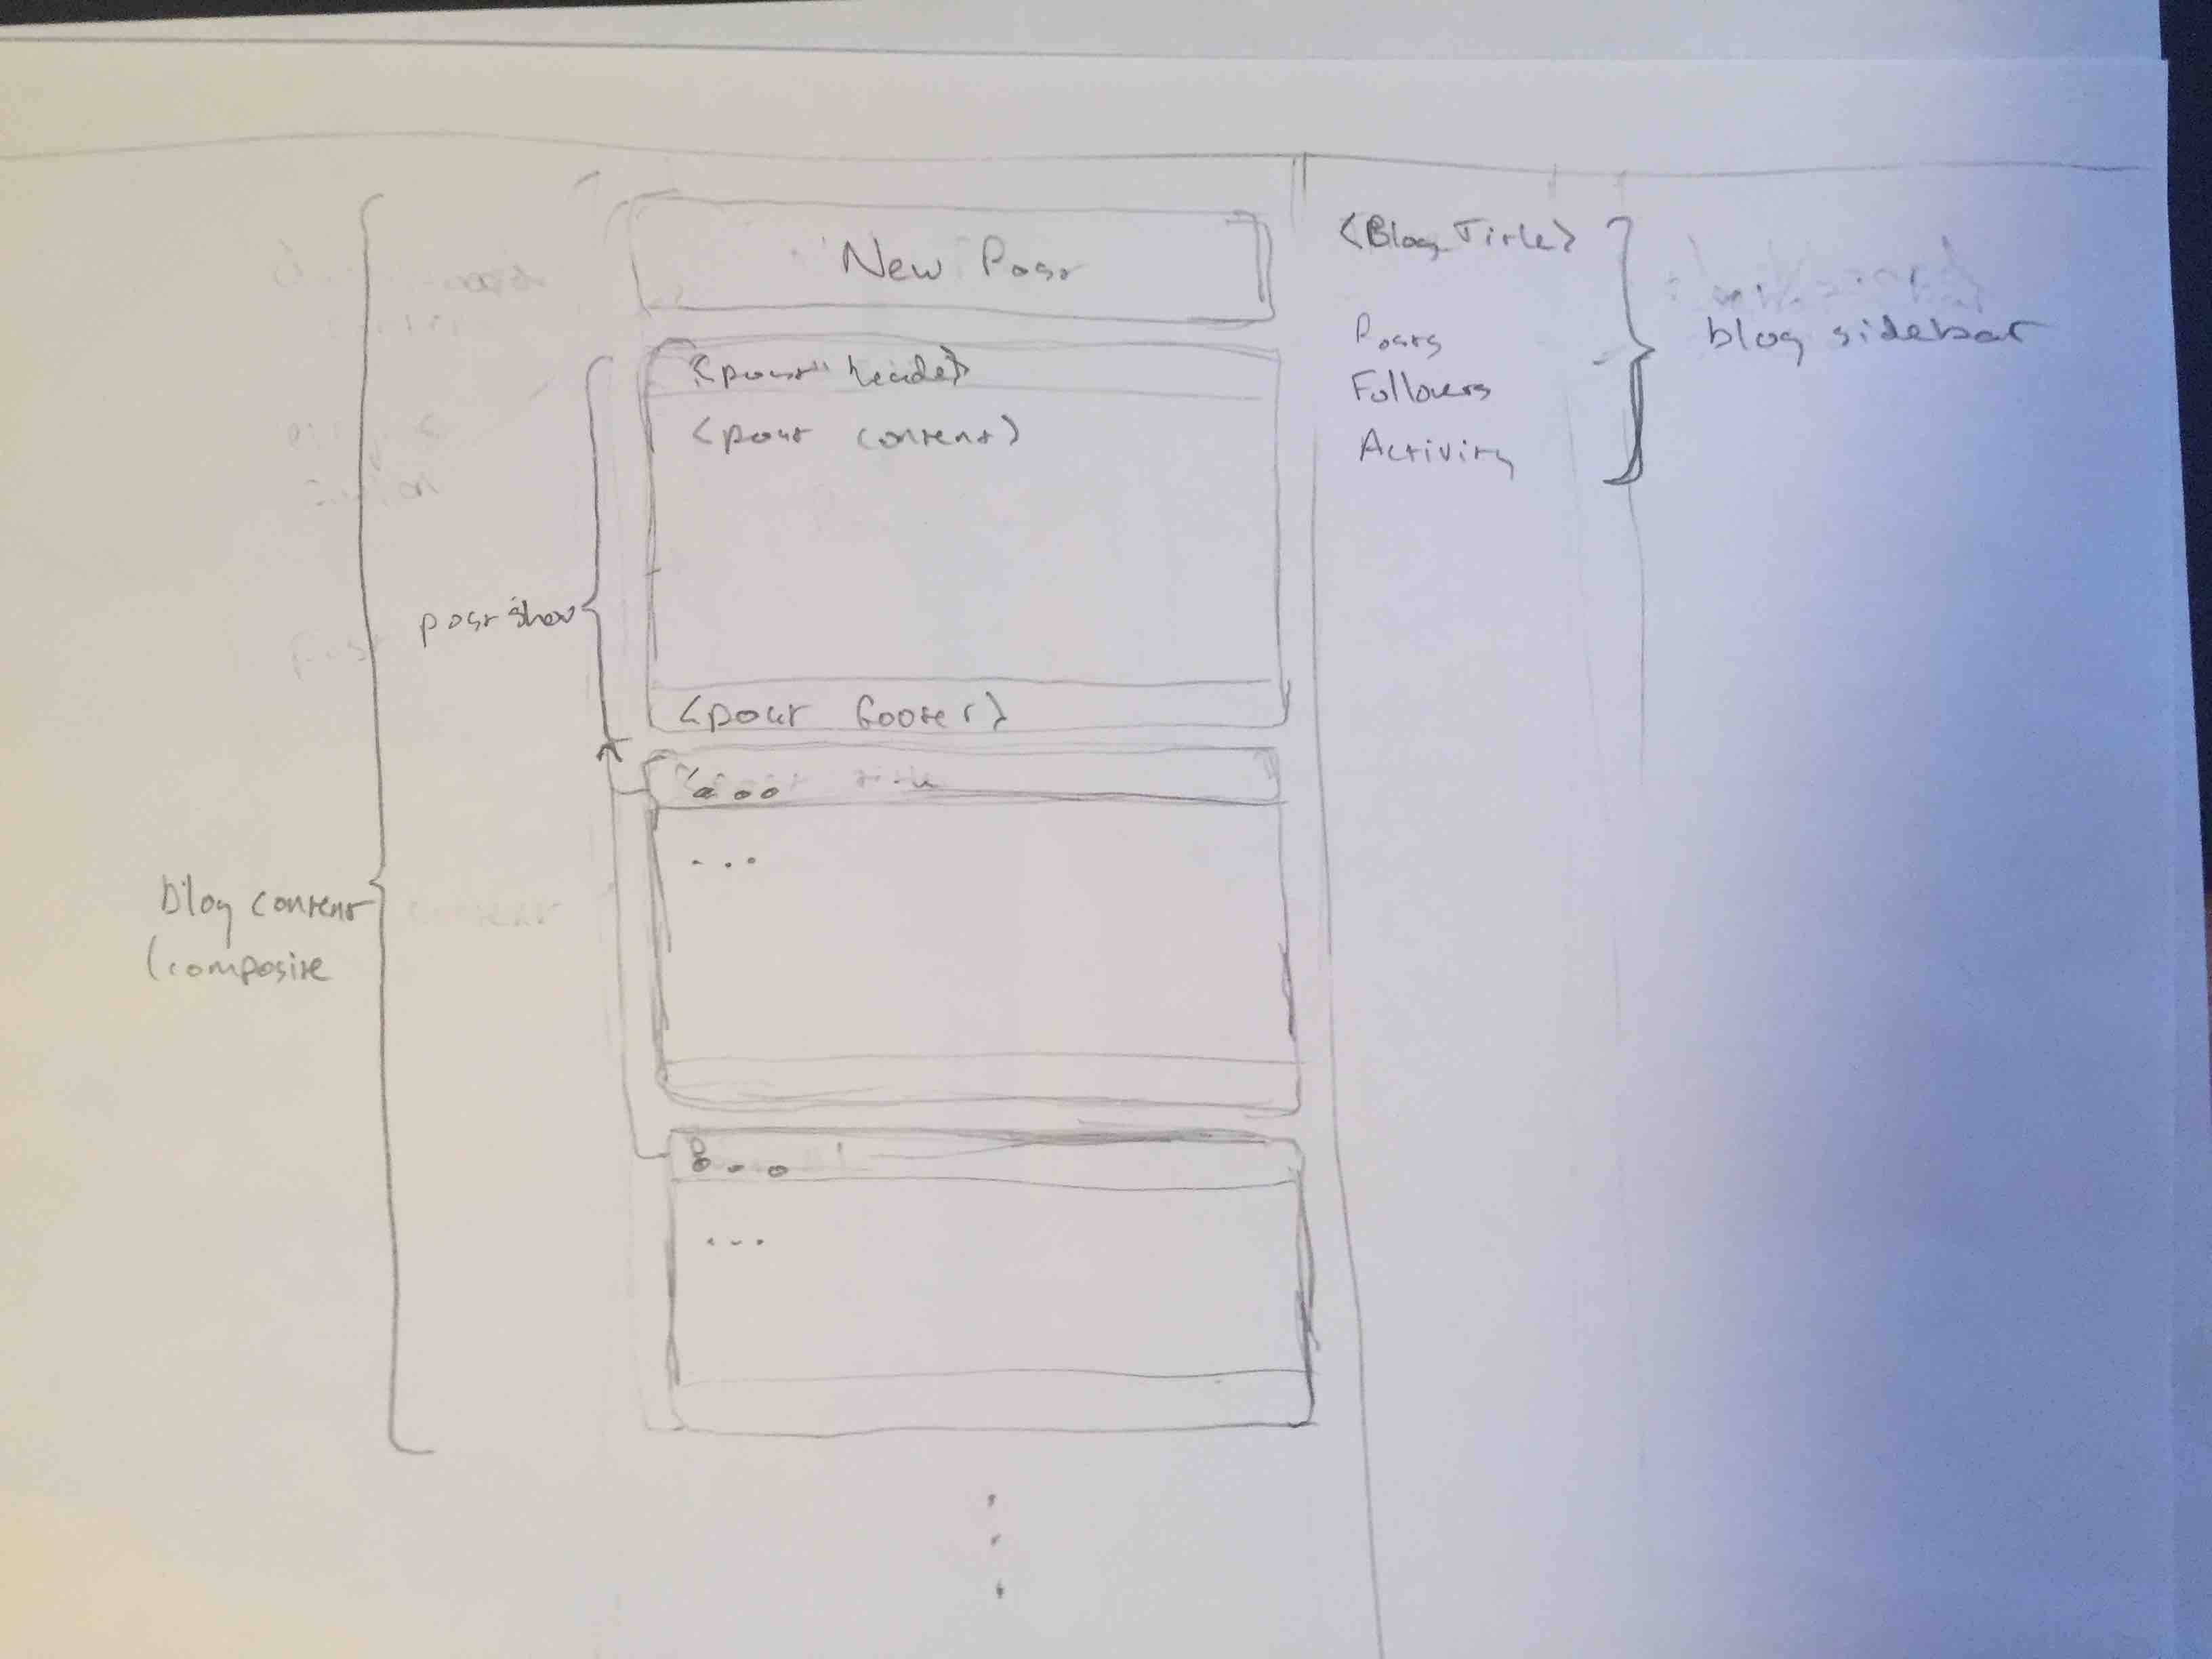 New Post
<post header>
<post content>
<post footer>
...
...
...
...
post show
blog content
(composite
<Blog Title>
Posts
Followers
Activity
blog sidebar